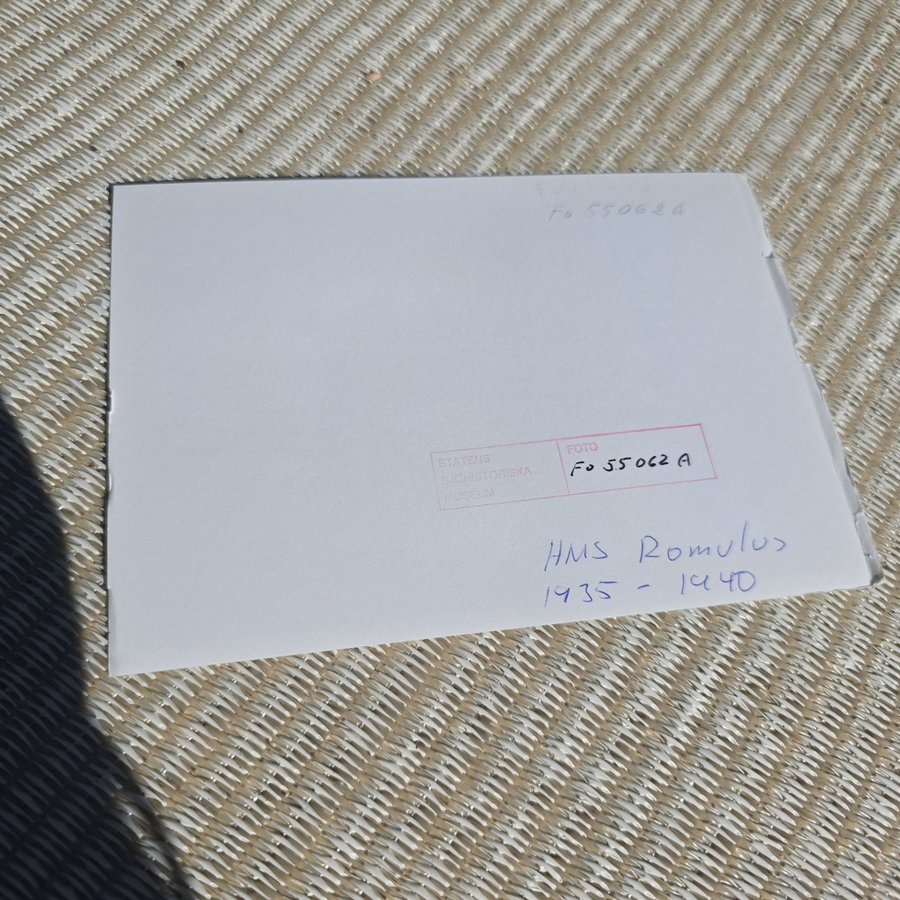 Fo 55062A
STATENS
SJÖHISTORISKA
MUSEUM
FOTO
Fo 55062 A
HMS Romulus
1935 - 1940